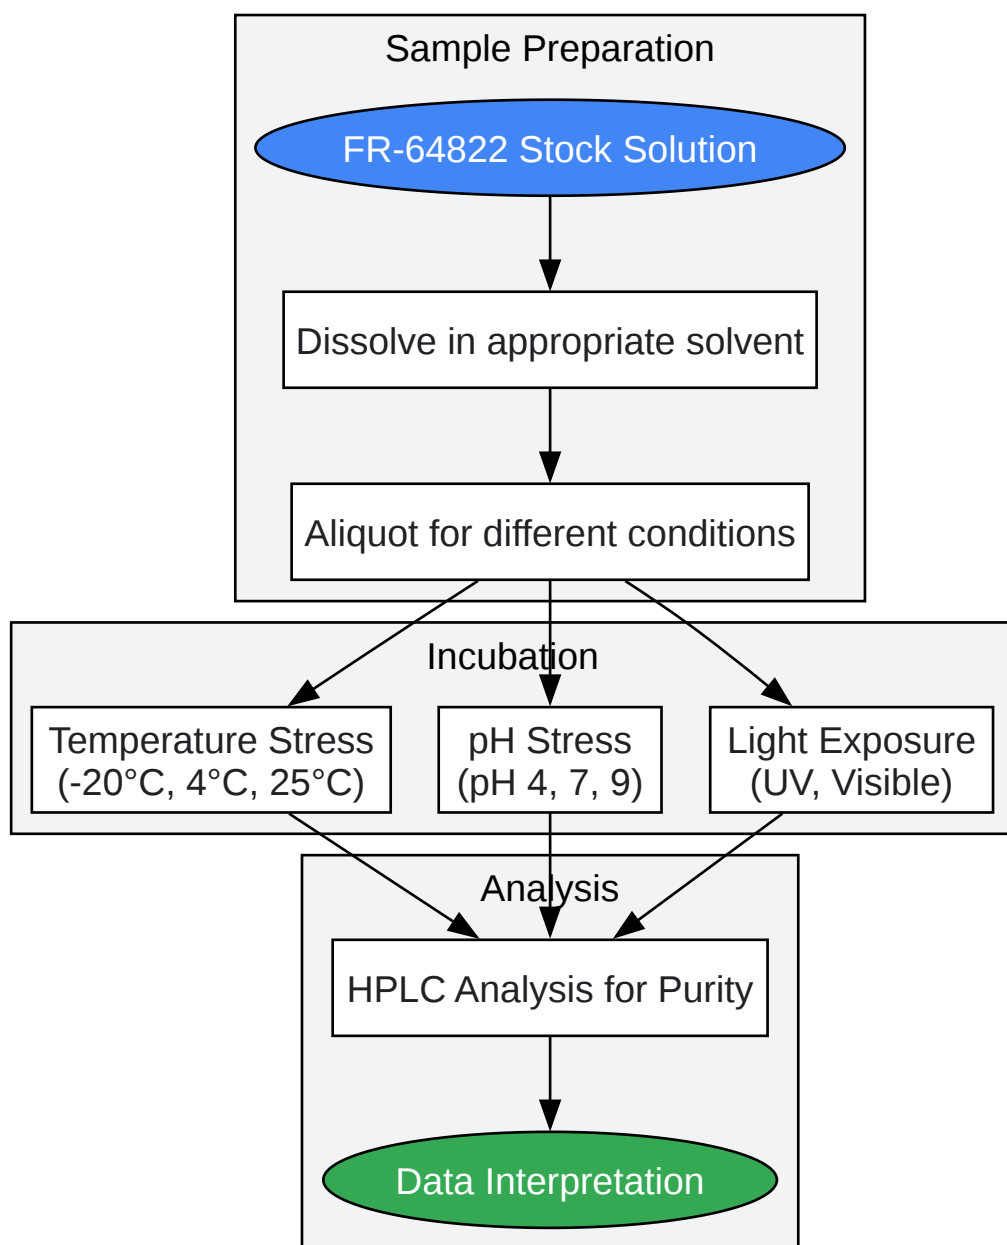 Sample Preparation
FR-64822 Stock Solution
Dissolve in appropriate solvent
Aliquot for different conditions
Incubation
Temperature Stress
(-20°C, 4°C, 25°C)
pH Stress
(pH 4, 7, 9)
Light Exposure
(UV, Visible)
Analysis
HPLC Analysis for Purity
Data Interpretation